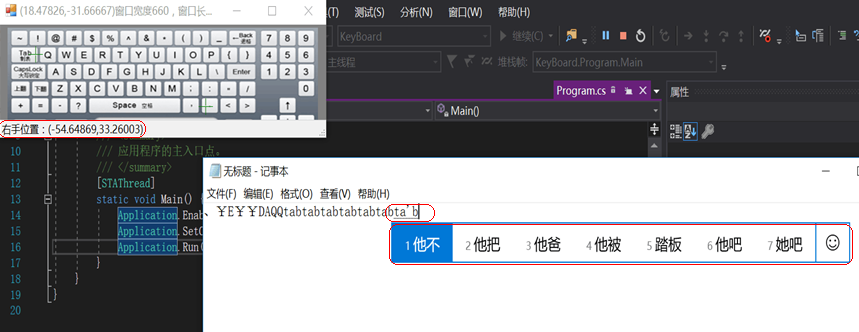 (18.47826, -31.66667)窗口宽度660，窗口长...
T) 测试(S) 分析(N) 窗口(W) 帮助(H)
KeyBoard 继续(C)
主线程 堆栈帧: KeyBoard.Program.Main
~ ! @ # $ % ^ & * Back 7 8 9
Tab Q W E R T Y U I O P { } 4 5 6
CapsLock 大写锁定 A S D F G H J K L \ Enter 1 2 3
上翻 下翻 Z X C V B N M ; : - / 0
+ = - ? Space 空格 · < > ↑
右手位置：(-54.64869,33.26003)
Program.cs
Main()
属性
10 /// 应用程序的主入口点。
11 /// </summary>
12 [STAThread]
13 static void Main() {
14 Application.Enab
15 Application.SetC
16 Application.Run(
17 }
18 }
19 }
20
无标题 - 记事本
文件(F) 编辑(E) 格式(O) 查看(V) 帮助(H)
、￥E￥￥DAQQtabtabtabtabtabtabta'b
1 他不 2 他把 3 他爸 4 他被 5 踏板 6 他吧 7 她吧